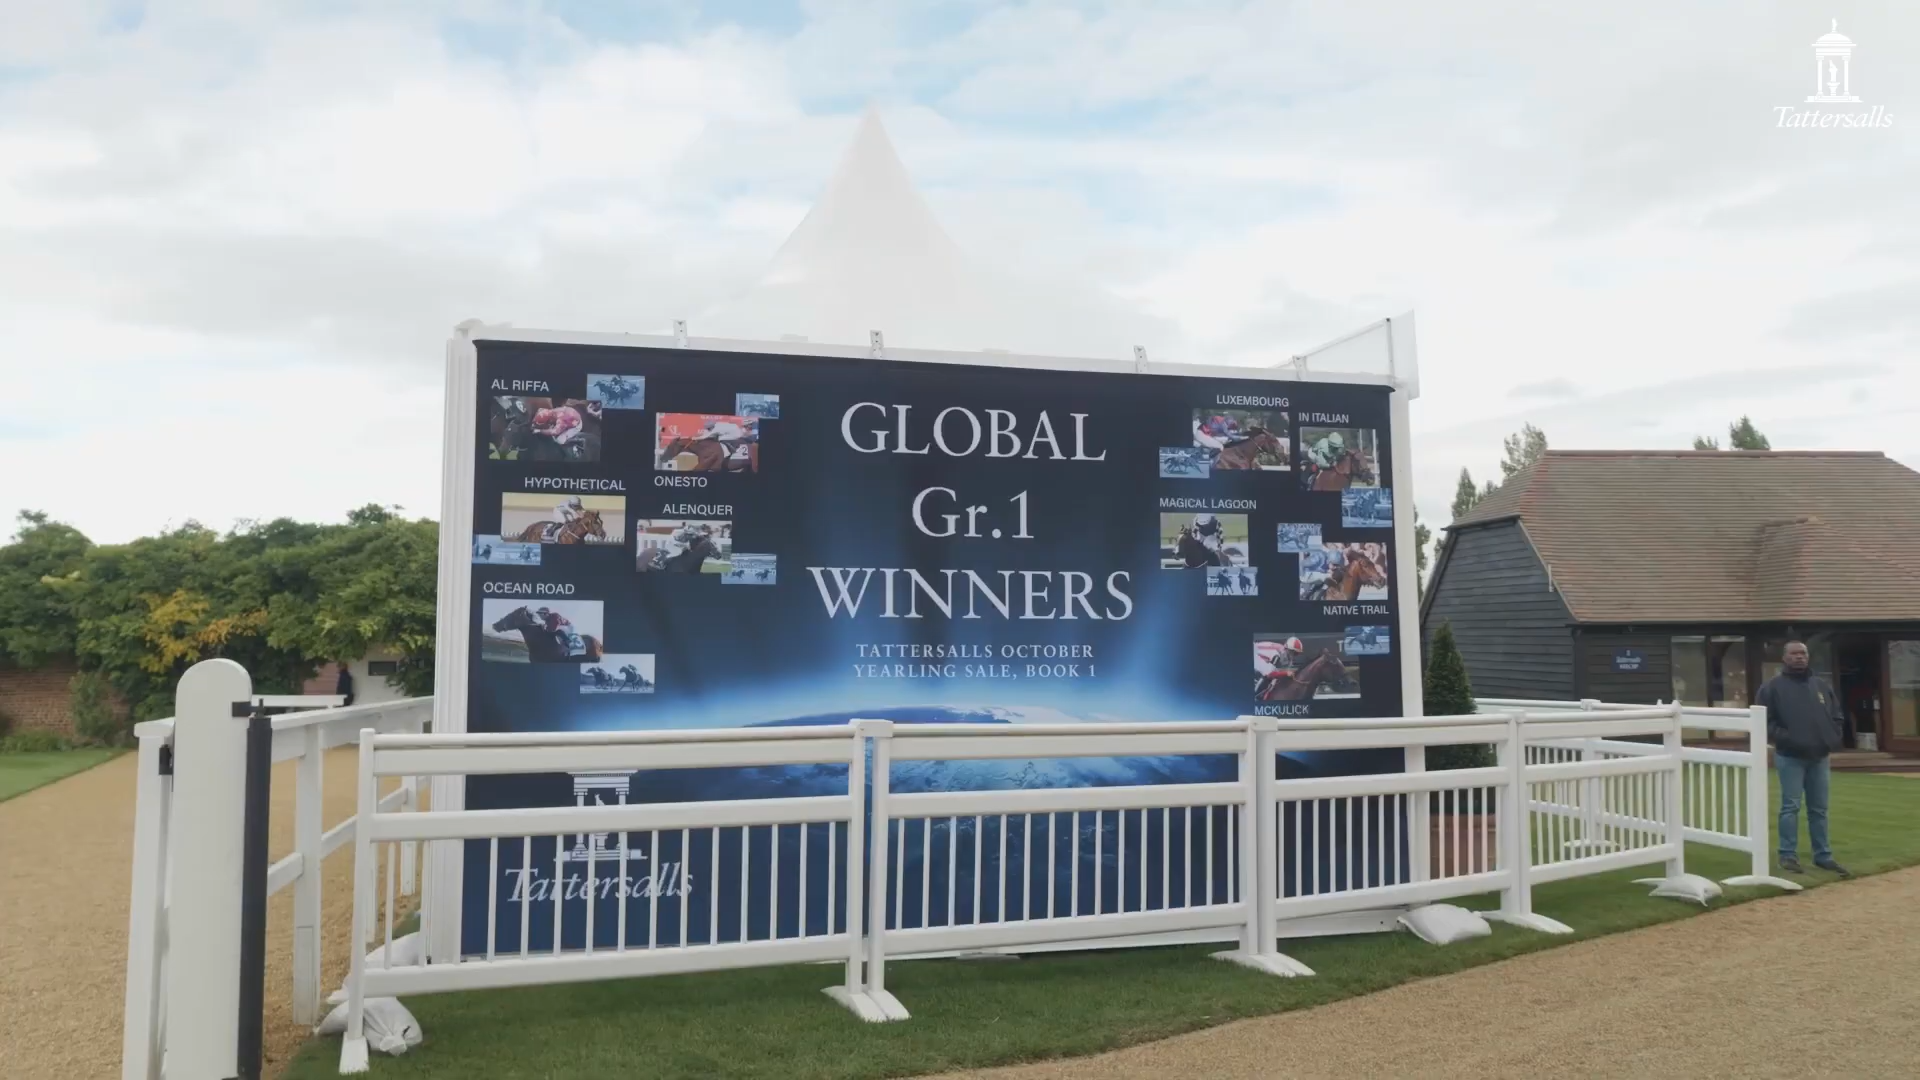 Tattersalls
AL RIFFA
ONESTO
HYPOTHETICAL
ALENQUER
OCEAN ROAD
GLOBAL
Gr.1
WINNERS
TATTERSALLS OCTOBER
YEARLING SALE, BOOK 1
LUXEMBOURG
IN ITALIAN
MAGICAL LAGOON
NATIVE TRAIL
MCKULICK
Tattersalls